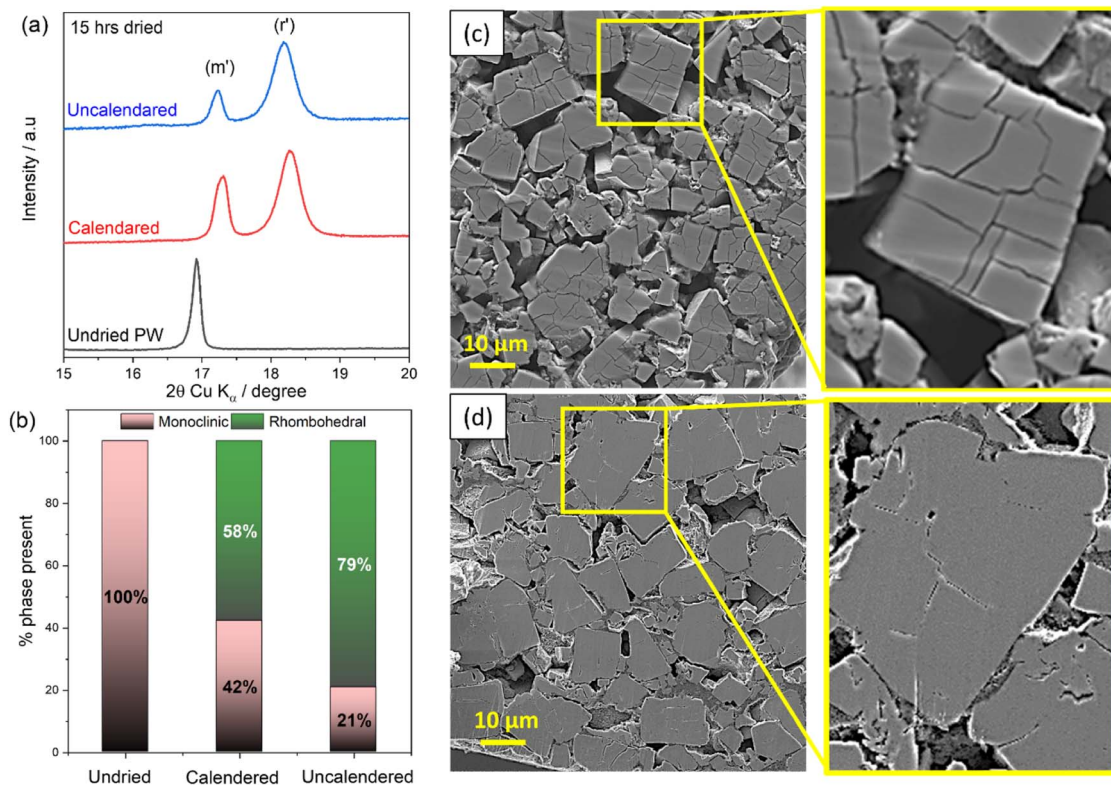 (a)
15 hrs dried
(r')
(m')
Uncalendared
Calendared
Undried PW
Intensity / a.u
15 16 17 18 19 20
2θ Cu Kα / degree
(b)
Monoclinic Rhombohedral
% phase present
100
80
60
40
20
0
100%
58%
42%
79%
21%
Undried Calendered Uncalendered
(c)
10 µm
(d)
10 µm